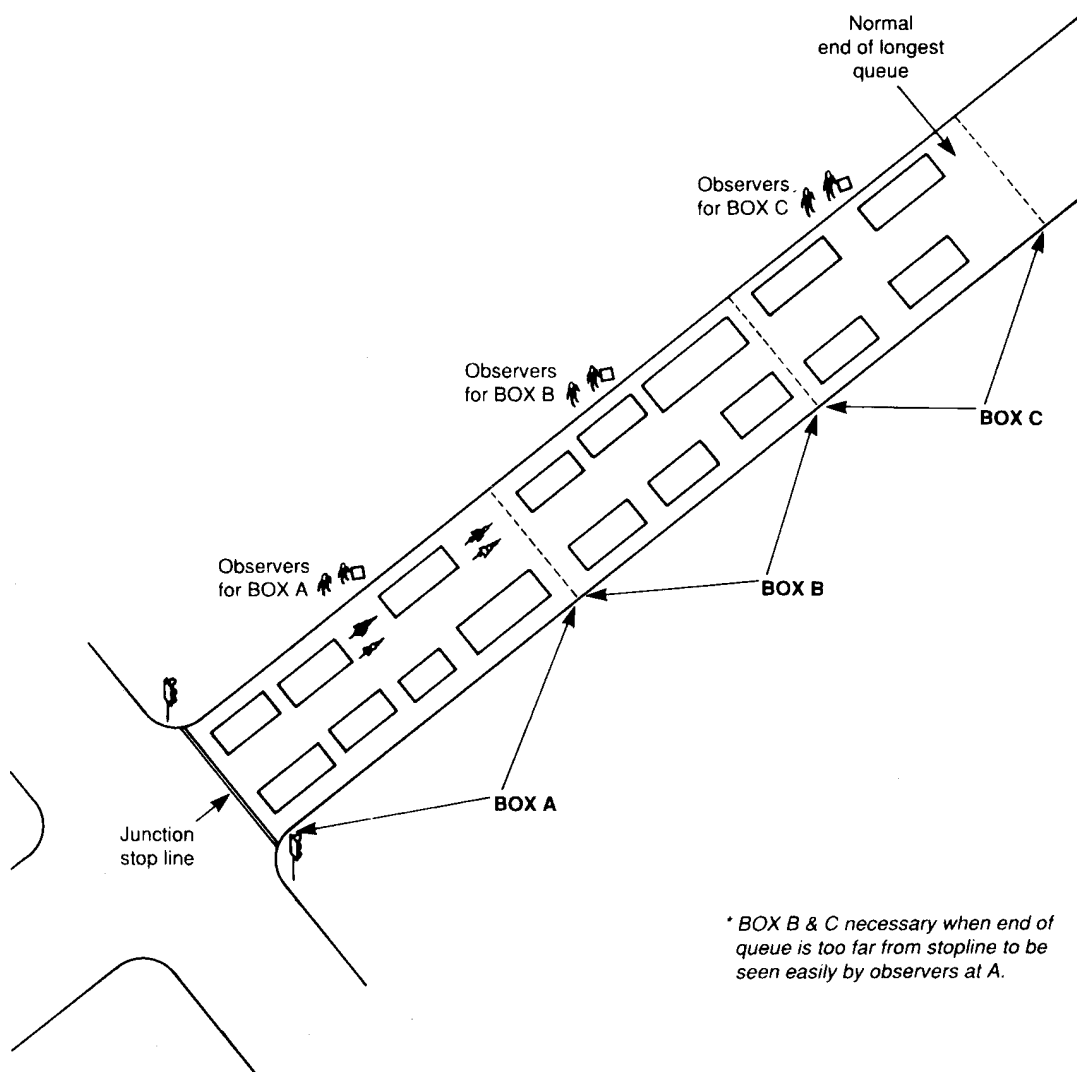 Normal
end of longest
queue
Observers
for BOX C
BOX C
Observers
for BOX B
BOX B
Observers
for BOX A
BOX A
Junction
stop line
* BOX B & C necessary when end of
queue is too far from stopline to be
seen easily by observers at A.